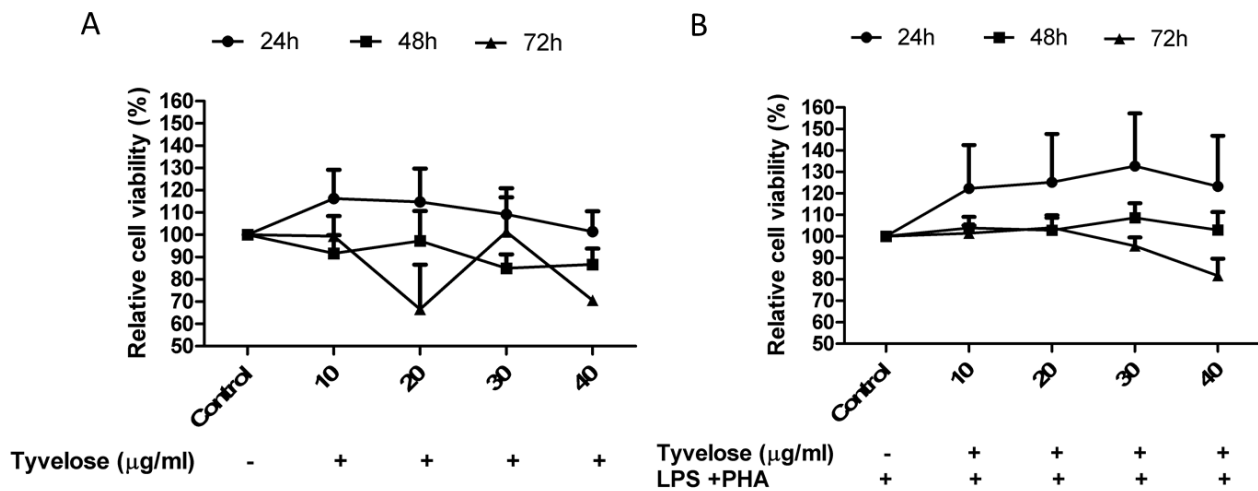 A
24h 48h 72h
Relative cell viability (%)
160
150
140
130
120
110
100
90
80
70
60
50
Control 10 20 30 40
Tyvelose (μg/ml) - + + + +
B
24h 48h 72h
Relative cell viability (%)
160
150
140
130
120
110
100
90
80
70
60
50
Control 10 20 30 40
Tyvelose (μg/ml) - + + + +
LPS +PHA + + + + +